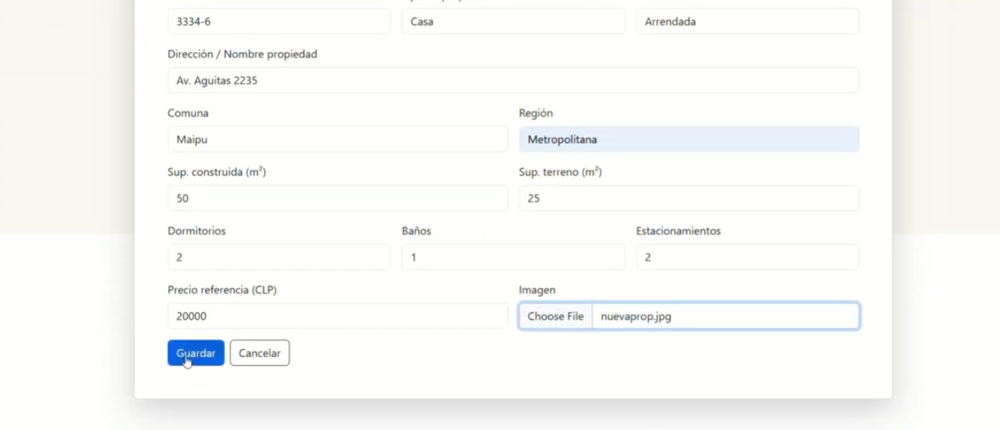 3334-6 Casa Arrendada
Dirección / Nombre propiedad
Av. Aguitas 2235
Comuna Región
Maipu Metropolitana
Sup. construida (m²) Sup. terreno (m²)
50 25
Dormitorios Baños Estacionamientos
2 1 2
Precio referencia (CLP) Imagen
20000 Choose File nuevaprop.jpg
Guardar Cancelar